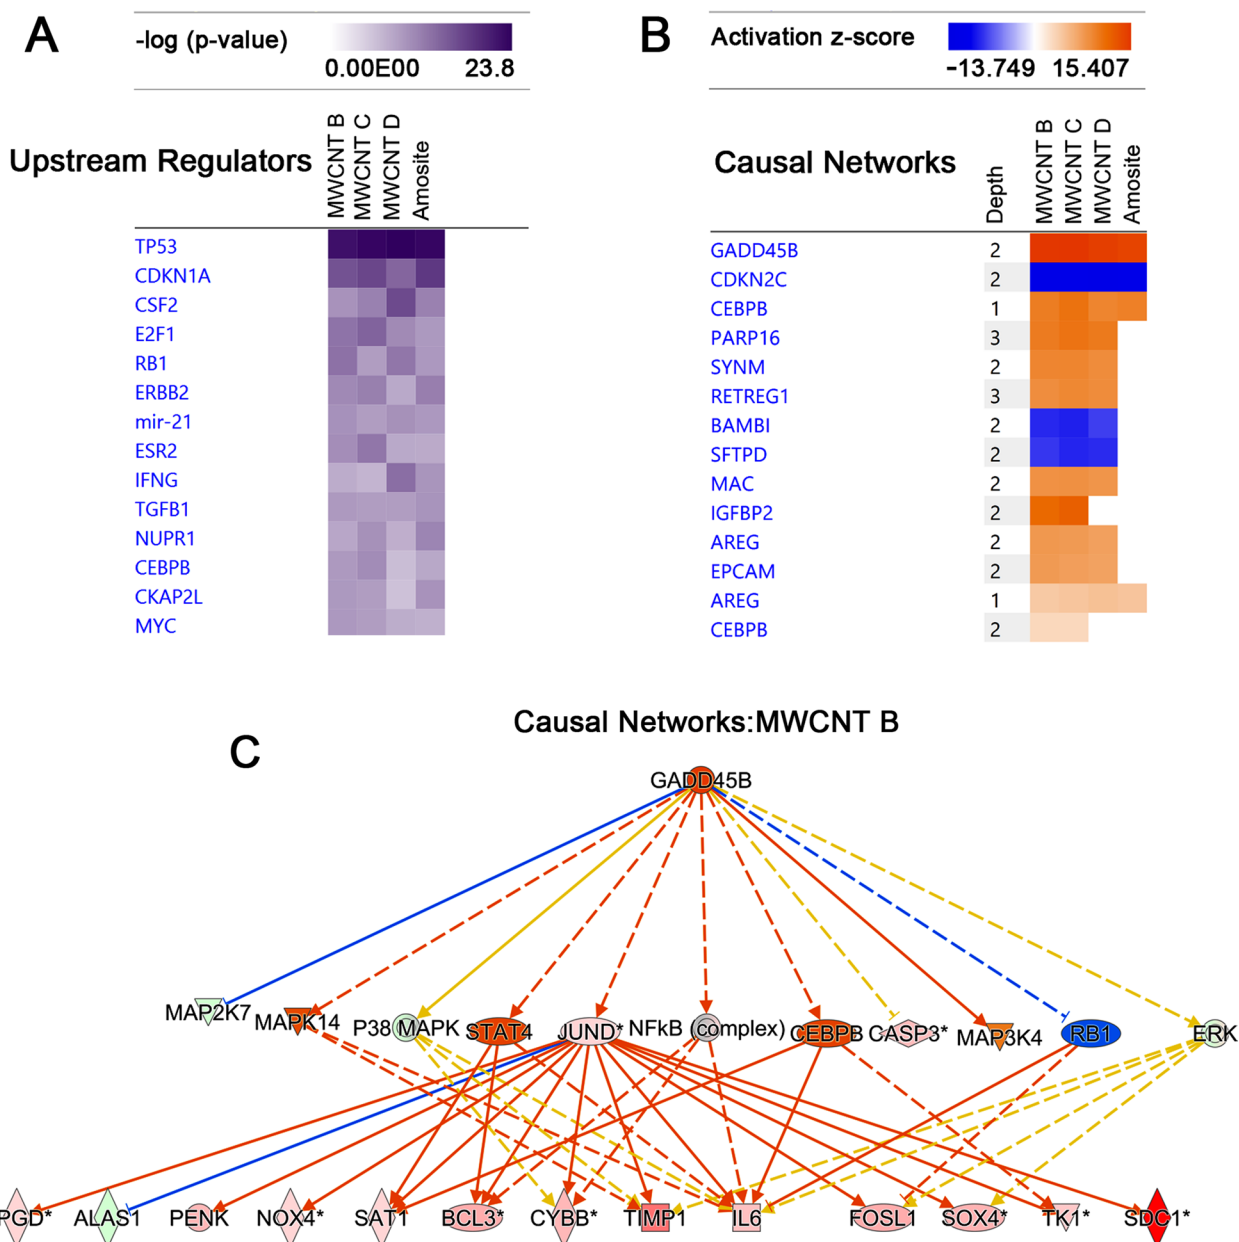 A
-log (p-value)
0.00E00 23.8
Upstream Regulators
MWCNT B
MWCNT C
MWCNT D
Amosite
TP53
CDKN1A
CSF2
E2F1
RB1
ERBB2
mir-21
ESR2
IFNG
TGFB1
NUPR1
CEBPB
CKAP2L
MYC
B
Activation z-score
−13.749 15.407
Causal Networks
Depth
MWCNT B
MWCNT C
MWCNT D
Amosite
GADD45B 2
CDKN2C 2
CEBPB 1
PARP16 3
SYNM 2
RETREG1 3
BAMBI 2
SFTPD 2
MAC 2
IGFBP2 2
AREG 2
EPCAM 2
AREG 1
CEBPB 2
C
Causal Networks:MWCNT B
GADD45B
MAP2K7 MAPK14 P38 MAPK STAT4 JUND* NFkB (complex) CEBPB CASP3* MAP3K4 RB1 ERK
PGD* ALAS1 PENK NOX4* SAT1 BCL3* CYBB* TIMP1 IL6 FOSL1 SOX4* TK1* SDC1*